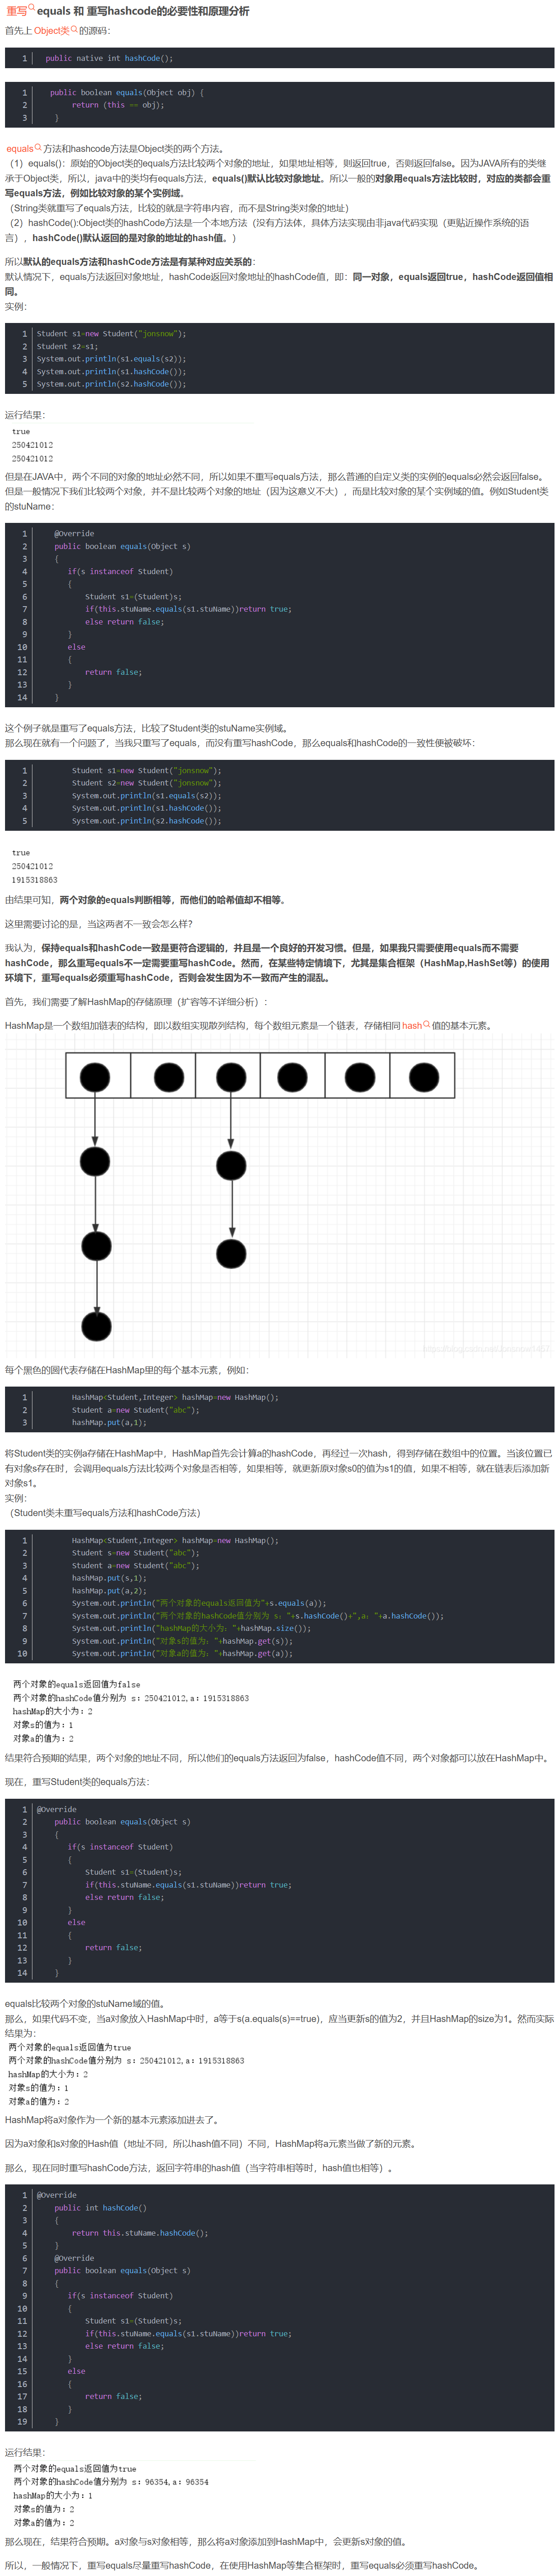 重写equals 和 重写hashcode的必要性和原理分析
首先上 Object类 的源码：
1 public native int hashCode();
1 public boolean equals(Object obj) {
2 return (this == obj);
3 }
equals 方法和hashcode方法是Object类的两个方法。
（1）equals()：原始的Object类的equals方法比较两个对象的地址，如果地址相等，则返回true，否则返回false。因为JAVA所有的类继
承于Object类，所以，java中的类均有equals方法，equals()默认比较对象地址。所以一般的对象用equals方法比较时，对应的类都会重
写equals方法，例如比较对象的某个实例域。
（String类就重写了equals方法，比较的就是字符串内容，而不是String类对象的地址）
（2）hashCode():Object类的hashCode方法是一个本地方法（没有方法体，具体方法实现由非java代码实现（更贴近操作系统的语
言），hashCode()默认返回的是对象的地址的hash值。）
所以默认的equals方法和hashCode方法是有某种对应关系的：
默认情况下，equals方法返回对象地址，hashCode返回对象地址的hashCode值，即：同一对象，equals返回true，hashCode返回值相
同。
实例：
1 Student s1=new Student("jonsnow");
2 Student s2=s1;
3 System.out.println(s1.equals(s2));
4 System.out.println(s1.hashCode());
5 System.out.println(s2.hashCode());
运行结果：
true
250421012
250421012
但是在JAVA中，两个不同的对象的地址必然不同，所以如果不重写equals方法，那么普通的自定义类的实例的equals必然会返回false。
但是一般情况下我们比较两个对象，并不是比较两个对象的地址（因为这意义不大），而是比较对象的某个实例域的值。例如Student类
的stuName：
1 @Override
2 public boolean equals(Object s)
3 {
4 if(s instanceof Student)
5 {
6 Student s1=(Student)s;
7 if(this.stuName.equals(s1.stuName))return true;
8 else return false;
9 }
10 else
11 {
12 return false;
13 }
14 }
这个例子就是重写了equals方法，比较了Student类的stuName实例域。
那么现在就有一个问题了，当我只重写了equals，而没有重写hashCode，那么equals和hashCode的一致性便被破坏：
1 Student s1=new Student("jonsnow");
2 Student s2=new Student("jonsnow");
3 System.out.println(s1.equals(s2));
4 System.out.println(s1.hashCode());
5 System.out.println(s2.hashCode());
true
250421012
1915318863
由结果可知，两个对象的equals判断相等，而他们的哈希值却不相等。
这里需要讨论的是，当这两者不一致会怎么样？
我认为，保持equals和hashCode一致是更符合逻辑的，并且是一个良好的开发习惯。但是，如果我只需要使用equals而不需要
hashCode，那么重写equals不一定需要重写hashCode。然而，在某些特定情境下，尤其是集合框架（HashMap,HashSet等）的使用
环境下，重写equals必须重写hashCode，否则会发生因为不一致而产生的混乱。
首先，我们需要了解HashMap的存储原理（扩容等不详细分析）：
HashMap是一个数组加链表的结构，即以数组实现散列结构，每个数组元素是一个链表，存储相同 hash 值的基本元素。
每个黑色的圆代表存储在HashMap里的每个基本元素，例如：
1 HashMap<Student,Integer> hashMap=new HashMap();
2 Student a=new Student("abc");
3 hashMap.put(a,1);
将Student类的实例a存储在HashMap中，HashMap首先会计算a的hashCode，再经过一次hash，得到存储在数组中的位置。当该位置已
有对象s存在时，会调用equals方法比较两个对象是否相等，如果相等，就更新原对象s0的值为s1的值，如果不相等，就在链表后添加新
对象s1。
实例：
（Student类未重写equals方法和hashCode方法）
1 HashMap<Student,Integer> hashMap=new HashMap();
2 Student s=new Student("abc");
3 Student a=new Student("abc");
4 hashMap.put(s,1);
5 hashMap.put(a,2);
6 System.out.println("两个对象的equals返回值为"+s.equals(a));
7 System.out.println("两个对象的hashCode值分别为 s："+s.hashCode()+",a："+a.hashCode());
8 System.out.println("hashMap的大小为："+hashMap.size());
9 System.out.println("对象s的值为："+hashMap.get(s));
10 System.out.println("对象a的值为："+hashMap.get(a));
两个对象的equals返回值为false
两个对象的hashCode值分别为 s：250421012,a：1915318863
hashMap的大小为：2
对象s的值为：1
对象a的值为：2
结果符合预期的结果，两个对象的地址不同，所以他们的equals方法返回为false，hashCode值不同，两个对象都可以放在HashMap中。
现在，重写Student类的equals方法：
1 @Override
2 public boolean equals(Object s)
3 {
4 if(s instanceof Student)
5 {
6 Student s1=(Student)s;
7 if(this.stuName.equals(s1.stuName))return true;
8 else return false;
9 }
10 else
11 {
12 return false;
13 }
14 }
equals比较两个对象的stuName域的值。
那么，如果代码不变，当a对象放入HashMap中时，a等于s(a.equals(s)==true)，应当更新s的值为2，并且HashMap的size为1。然而实际
结果为：
两个对象的equals返回值为true
两个对象的hashCode值分别为 s：250421012,a：1915318863
hashMap的大小为：2
对象s的值为：1
对象a的值为：2
HashMap将a对象作为一个新的基本元素添加进去了。
因为a对象和s对象的Hash值（地址不同，所以hash值不同）不同，HashMap将a元素当做了新的元素。
那么，现在同时重写hashCode方法，返回字符串的hash值（当字符串相等时，hash值也相等）。
1 @Override
2 public int hashCode()
3 {
4 return this.stuName.hashCode();
5 }
6 @Override
7 public boolean equals(Object s)
8 {
9 if(s instanceof Student)
10 {
11 Student s1=(Student)s;
12 if(this.stuName.equals(s1.stuName))return true;
13 else return false;
14 }
15 else
16 {
17 return false;
18 }
19 }
运行结果：
两个对象的equals返回值为true
两个对象的hashCode值分别为 s：96354,a：96354
hashMap的大小为：1
对象s的值为：2
对象a的值为：2
那么现在，结果符合预期。a对象与s对象相等，那么将a对象添加到HashMap中，会更新s对象的值。
所以，一般情况下，重写equals尽量重写hashCode，在使用HashMap等集合框架时，重写equals必须重写hashCode。